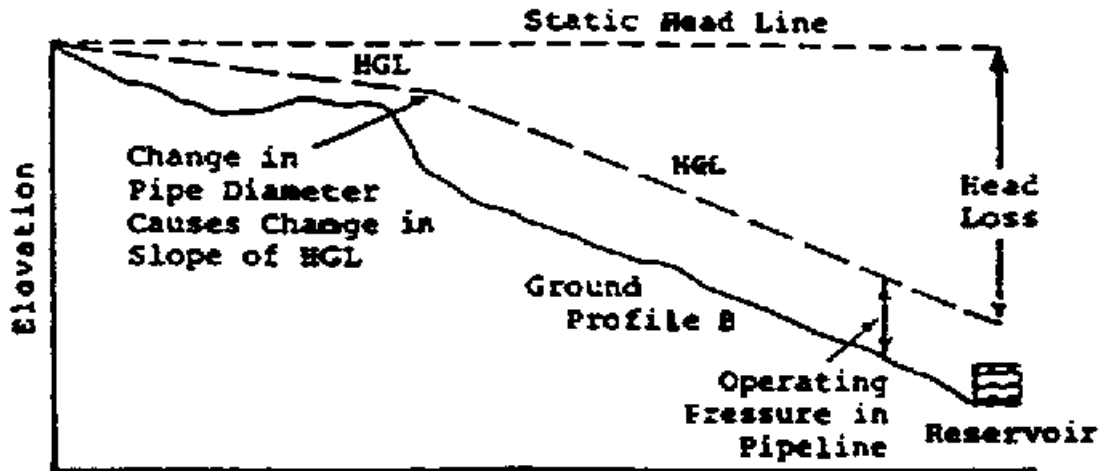 Static Head Line
HGL
Change in
Pipe Diameter
Causes Change in
Slope of HGL
HGL
Head
Loss
Elevation
Ground
Profile B
Operating
Pressure in
Pipeline
Reservoir